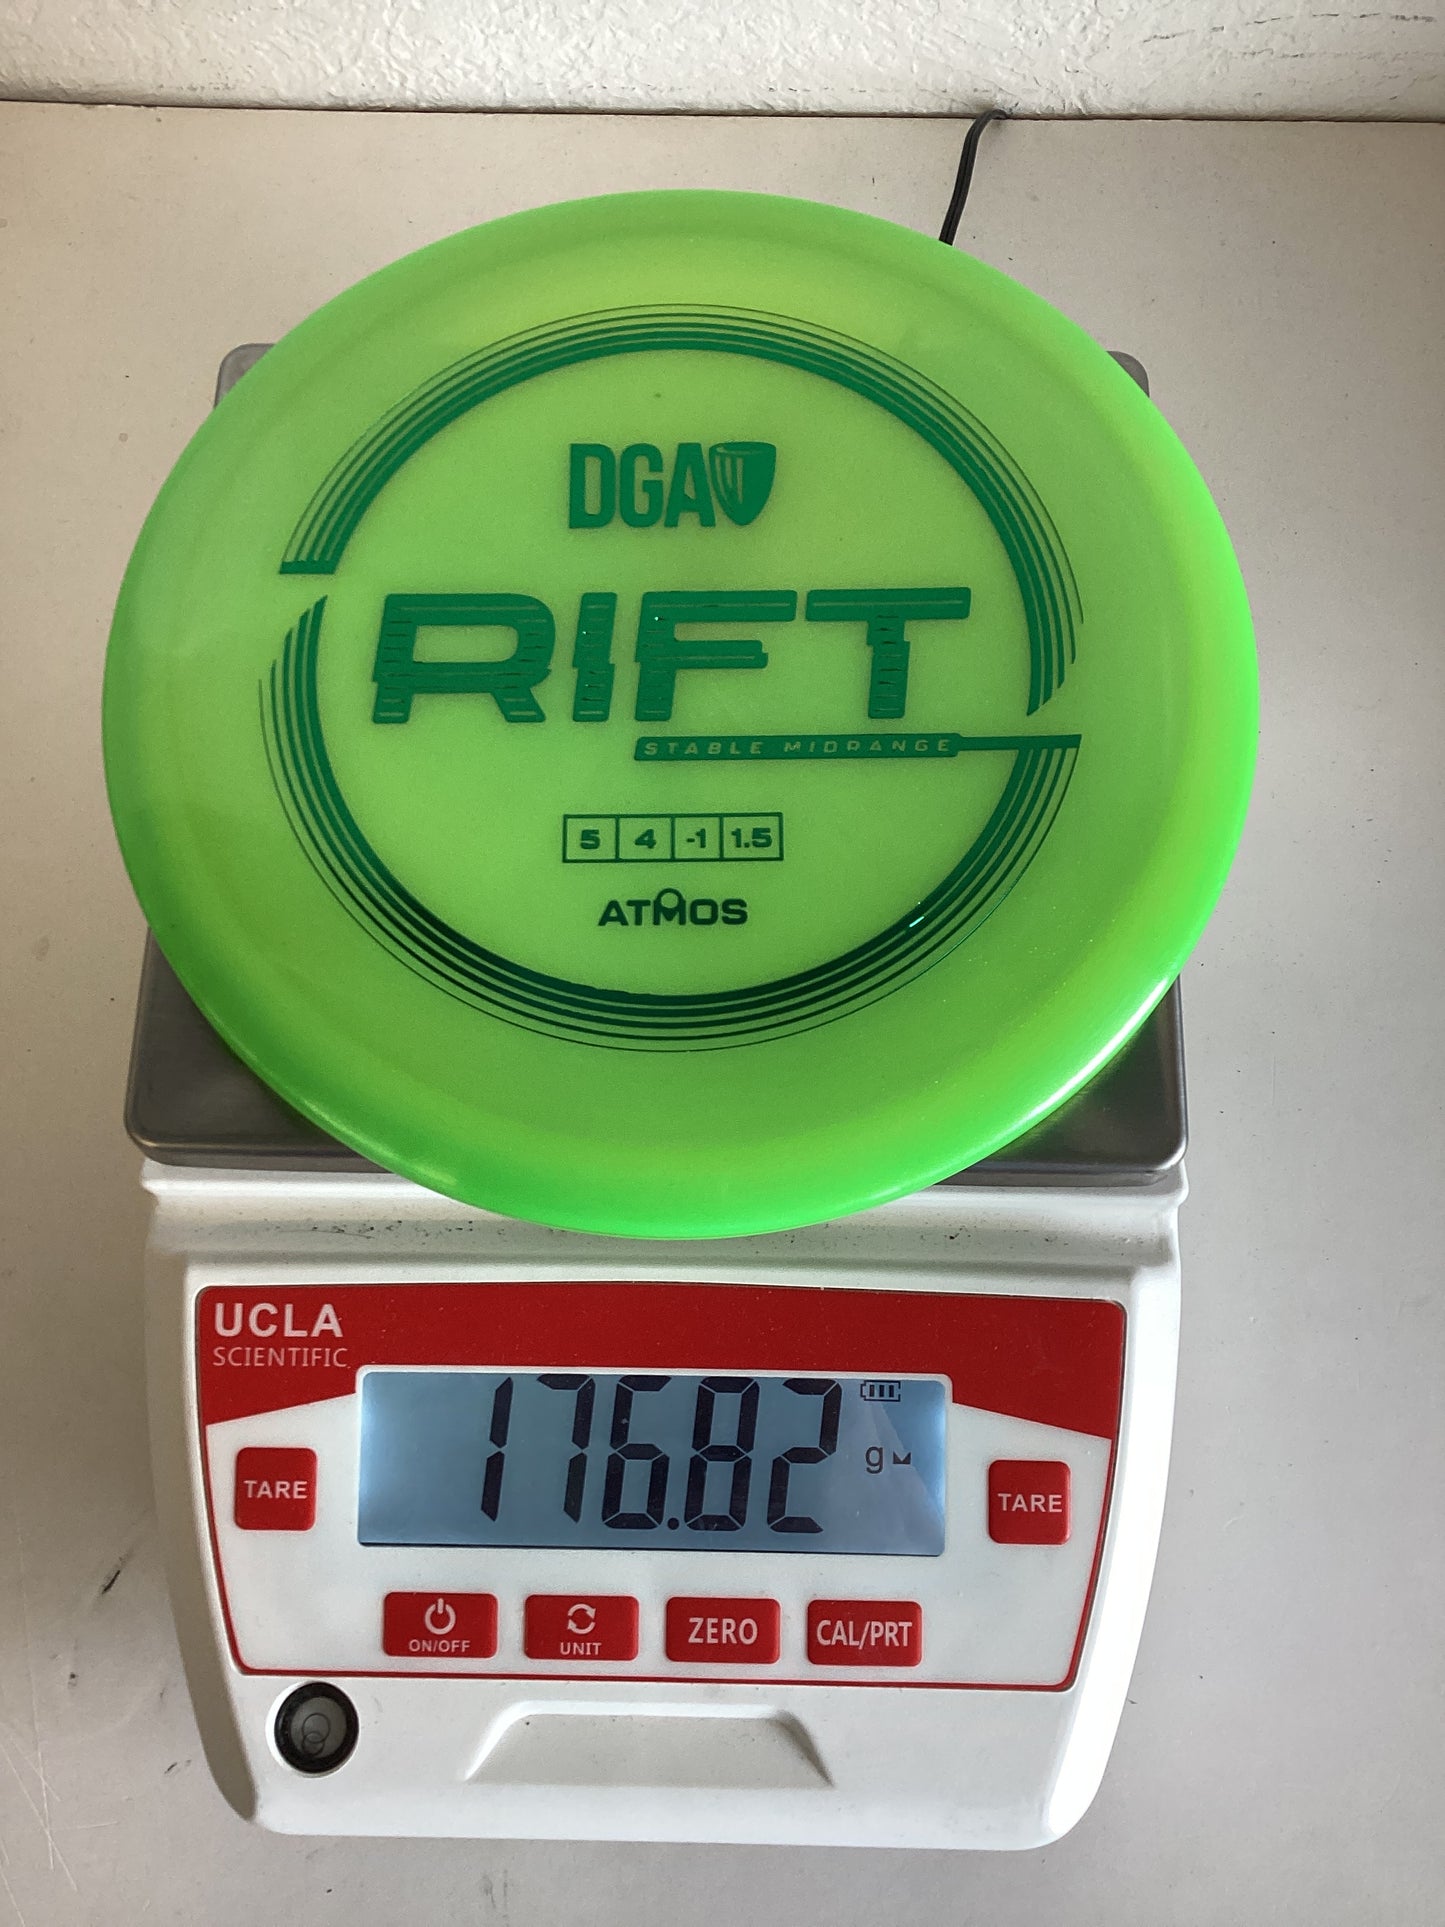 DGA
RIFT
STABLE MIDRANGE
5 4 -1 1.5
ATMOS
UCLA
SCIENTIFIC
176.82 g
TARE TARE
ON/OFF UNIT ZERO CAL/PRT